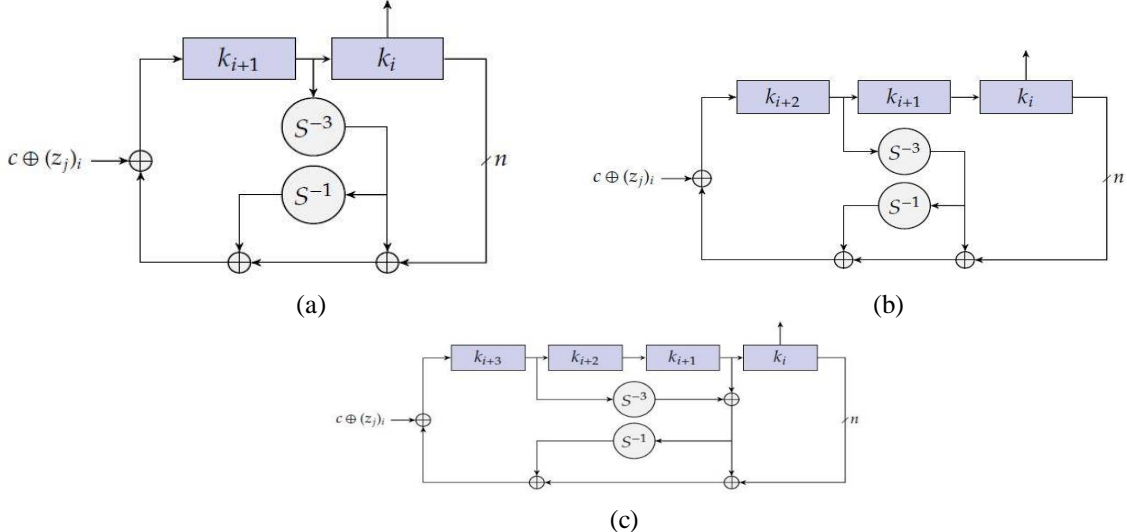 k_{i+1} k_i
S^{-3}
c ⊕ (z_j)_i
S^{-1}
n
(a)
k_{i+2} k_{i+1} k_i
S^{-3}
c ⊕ (z_j)_i
S^{-1}
n
(b)
k_{i+3} k_{i+2} k_{i+1} k_i
S^{-3}
c ⊕ (z_j)_i
S^{-1}
n
(c)